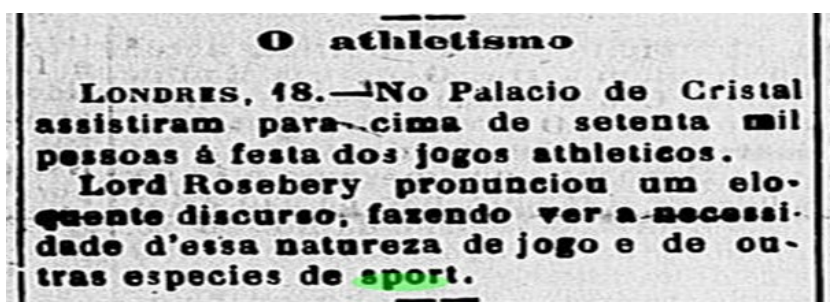 O athletismo
LONDRES, 18.—No Palacio de Cristal
assistiram para cima de setenta mil
pessoas á festa dos jogos athleticos.
Lord Rosebery pronunciou um elo-
quente discurso, fazendo ver a necessi-
dade d'essa natureza de jogo e de ou-
tras especies de sport.